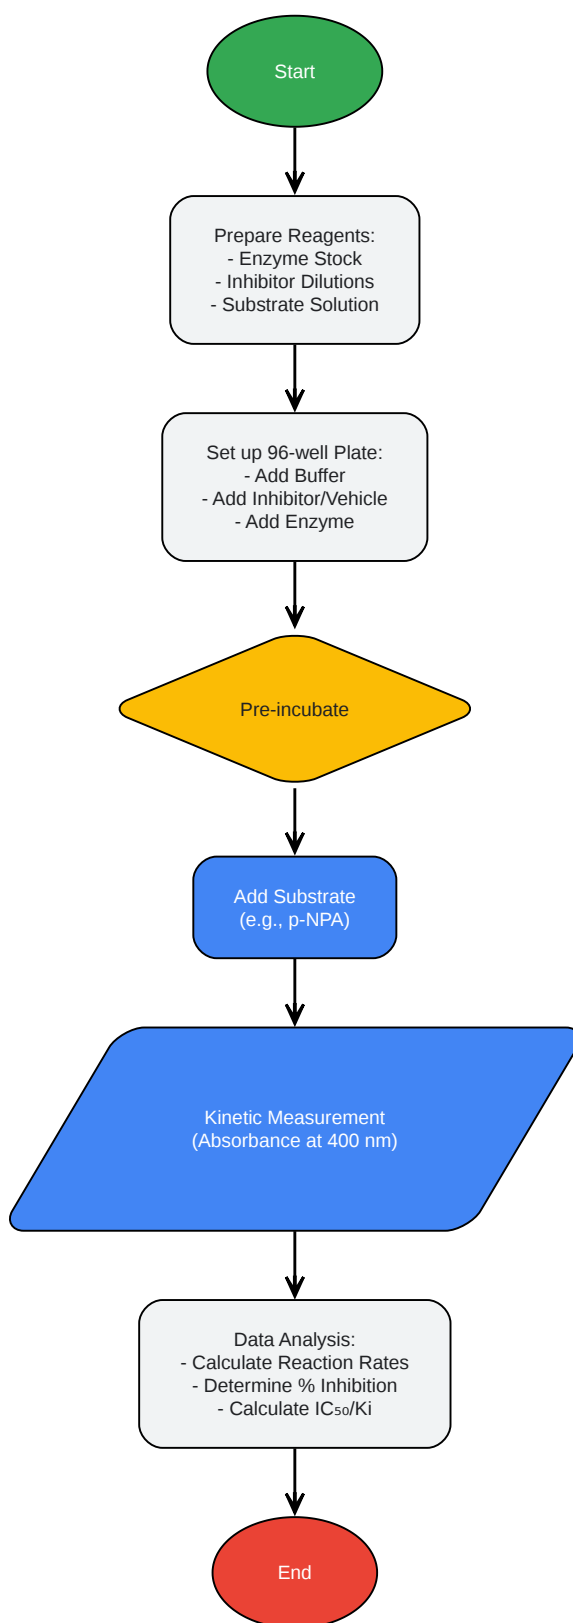 Start
Prepare Reagents:
- Enzyme Stock
- Inhibitor Dilutions
- Substrate Solution
Set up 96-well Plate:
- Add Buffer
- Add Inhibitor/Vehicle
- Add Enzyme
Pre-incubate
Add Substrate
(e.g., p-NPA)
Kinetic Measurement
(Absorbance at 400 nm)
Data Analysis:
- Calculate Reaction Rates
- Determine % Inhibition
- Calculate IC₅₀/Ki
End